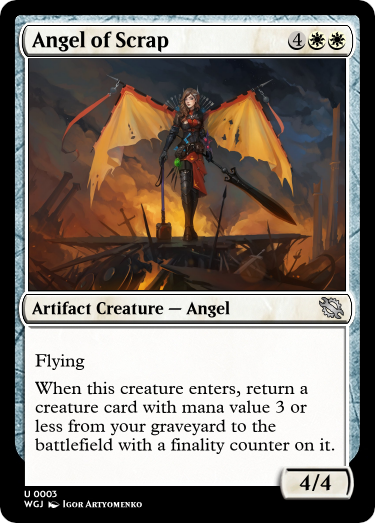 Angel of Scrap 4
Artifact Creature — Angel
Flying
When this creature enters, return a
creature card with mana value 3 or
less from your graveyard to the
battlefield with a finality counter on it.
4/4
U 0003
WGJ Igor Artyomenko